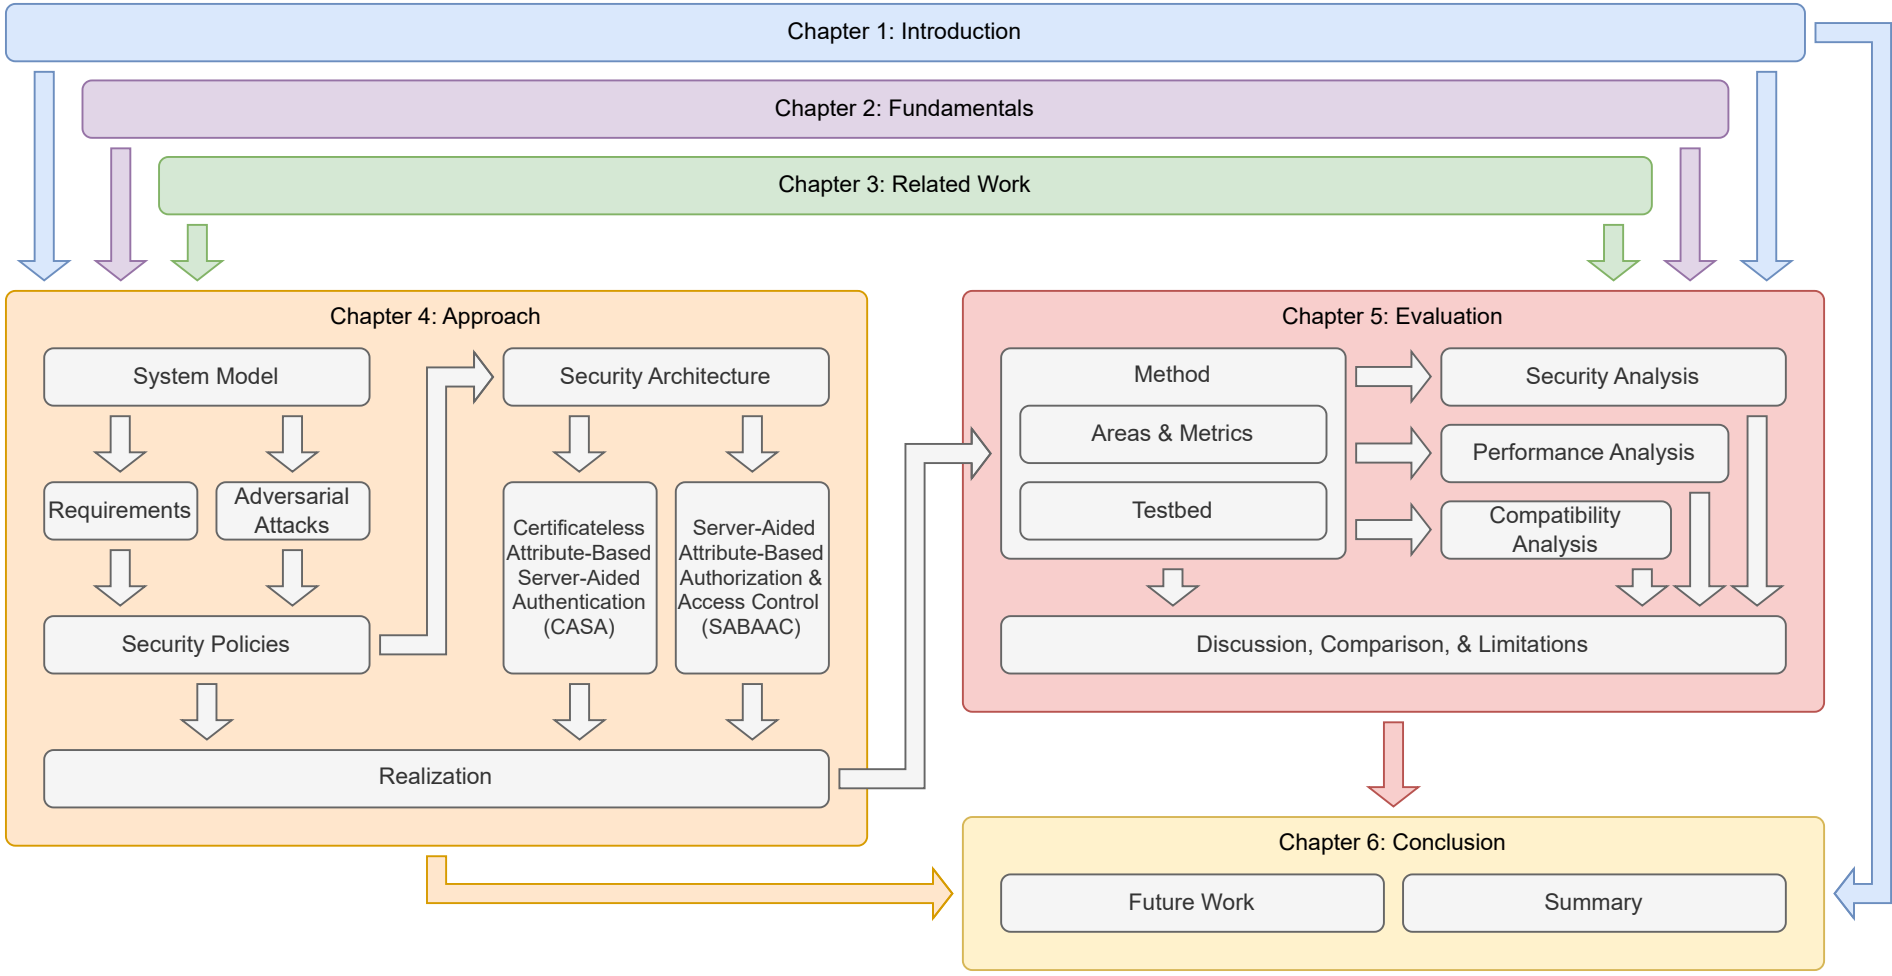 Chapter 1: Introduction
Chapter 2: Fundamentals
Chapter 3: Related Work
Chapter 4: Approach
System Model
Requirements
Adversarial
Attacks
Security Policies
Security Architecture
Certificateless
Attribute-Based
Server-Aided
Authentication
(CASA)
Server-Aided
Attribute-Based
Authorization &
Access Control
(SABAAC)
Realization
Chapter 5: Evaluation
Method
Areas & Metrics
Testbed
Security Analysis
Performance Analysis
Compatibility
Analysis
Discussion, Comparison, & Limitations
Chapter 6: Conclusion
Future Work
Summary